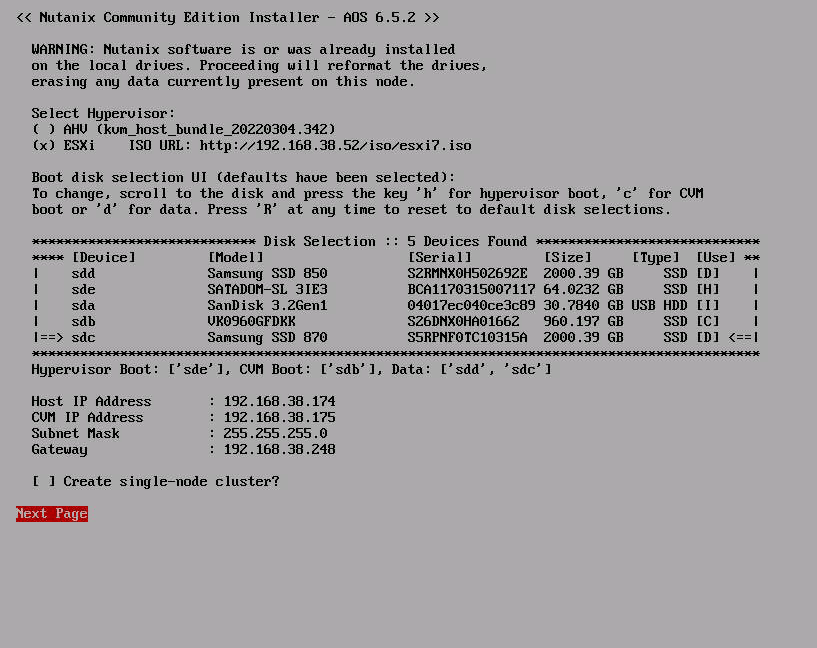 << Nutanix Community Edition Installer - AOS 6.5.2 >>
WARNING: Nutanix software is or was already installed
on the local drives. Proceeding will reformat the drives,
erasing any data currently present on this node.
Select Hypervisor:
( ) AHV (kvm_host_bundle_20220304.342)
(x) ESXi    ISO URL: http://192.168.38.52/iso/esxi7.iso
Boot disk selection UI (defaults have been selected):
To change, scroll to the disk and press the key 'h' for hypervisor boot, 'c' for CVM
boot or 'd' for data. Press 'R' at any time to reset to default disk selections.
**************************** Disk Selection :: 5 Devices Found ****************************
**** [Device]         [Model]                  [Serial]         [Size]     [Type]  [Use] **
|    sdd              Samsung SSD 850          S2RMNX0H502692E  2000.39 GB     SSD [D]    |
|    sde              SATADOM-SL 3IE3          BCA1170315007117 64.0232 GB     SSD [H]    |
|    sda              SanDisk 3.2Gen1          04017ec040ce3c89 30.7840 GB USB HDD [I]    |
|    sdb              VK0960GFDKK              S26DNX0HA01662   960.197 GB     SSD [C]    |
|==> sdc              Samsung SSD 870          S5RPNF0TC10315A  2000.39 GB     SSD [D] <==|
*******************************************************************************************
Hypervisor Boot: ['sde'], CVM Boot: ['sdb'], Data: ['sdd', 'sdc']
Host IP Address       : 192.168.38.174
CVM IP Address        : 192.168.38.175
Subnet Mask           : 255.255.255.0
Gateway               : 192.168.38.248
[ ] Create single-node cluster?
Next Page